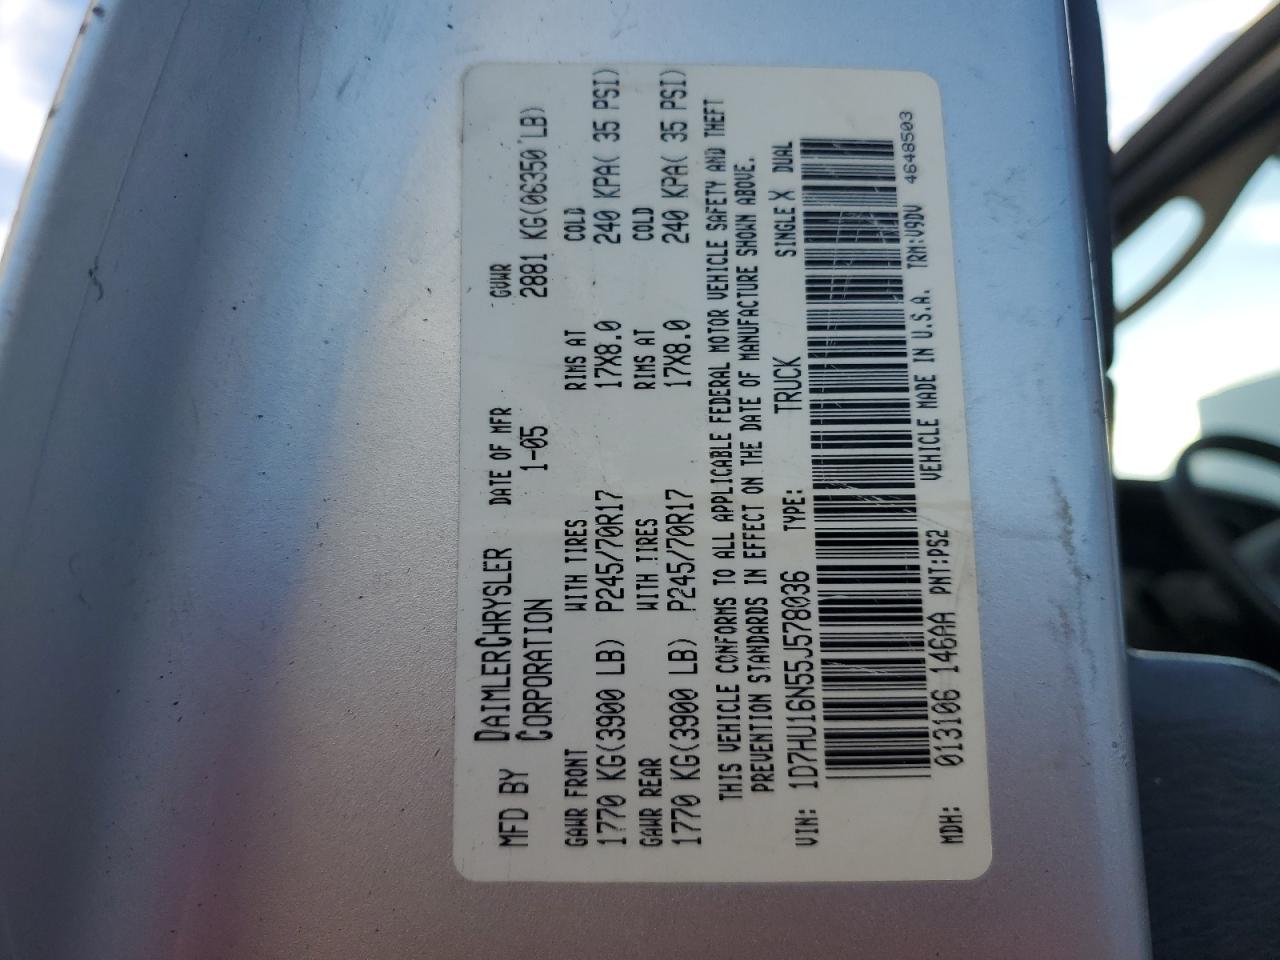 MFD BY DAIMLERCHRYSLER CORPORATION DATE OF MFR 1-05 GVWR 2881 KG(06350 LB)
GAWR FRONT WITH TIRES RIMS AT COLD
1770 KG(3900 LB) P245/70R17 17X8.0 240 KPA( 35 PSI)
GAWR REAR WITH TIRES RIMS AT COLD
1770 KG(3900 LB) P245/70R17 17X8.0 240 KPA( 35 PSI)
THIS VEHICLE CONFORMS TO ALL APPLICABLE FEDERAL MOTOR VEHICLE SAFETY AND THEFT
PREVENTION STANDARDS IN EFFECT ON THE DATE OF MANUFACTURE SHOWN ABOVE.
VIN: 1D7HU16N55J578036 TYPE: TRUCK SINGLE X DUAL
MDH: 013106 146AA PNT:PS2 VEHICLE MADE IN U.S.A. TRM:V9DV 4648503